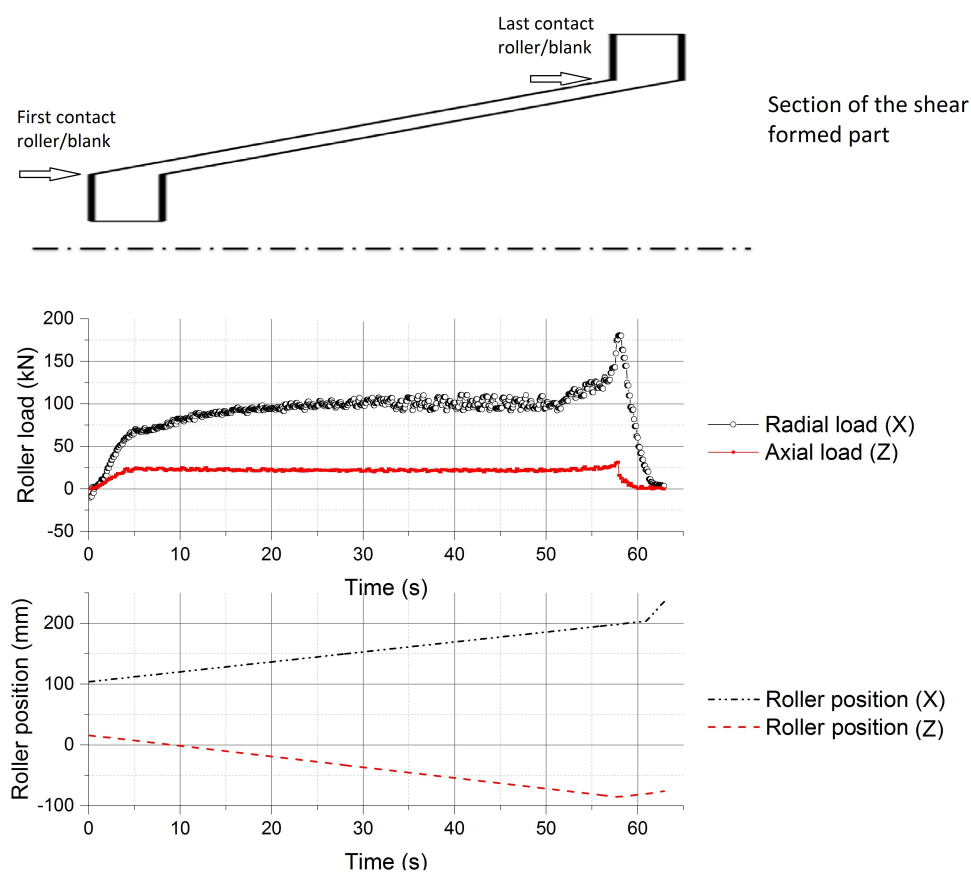 Last contact
roller/blank
First contact
roller/blank
Section of the shear
formed part
Roller load (kN)
200
150
100
50
0
-50
0 10 20 30 40 50 60
Time (s)
Radial load (X)
Axial load (Z)
Roller position (mm)
200
100
0
-100
0 10 20 30 40 50 60
Time (s)
Roller position (X)
Roller position (Z)